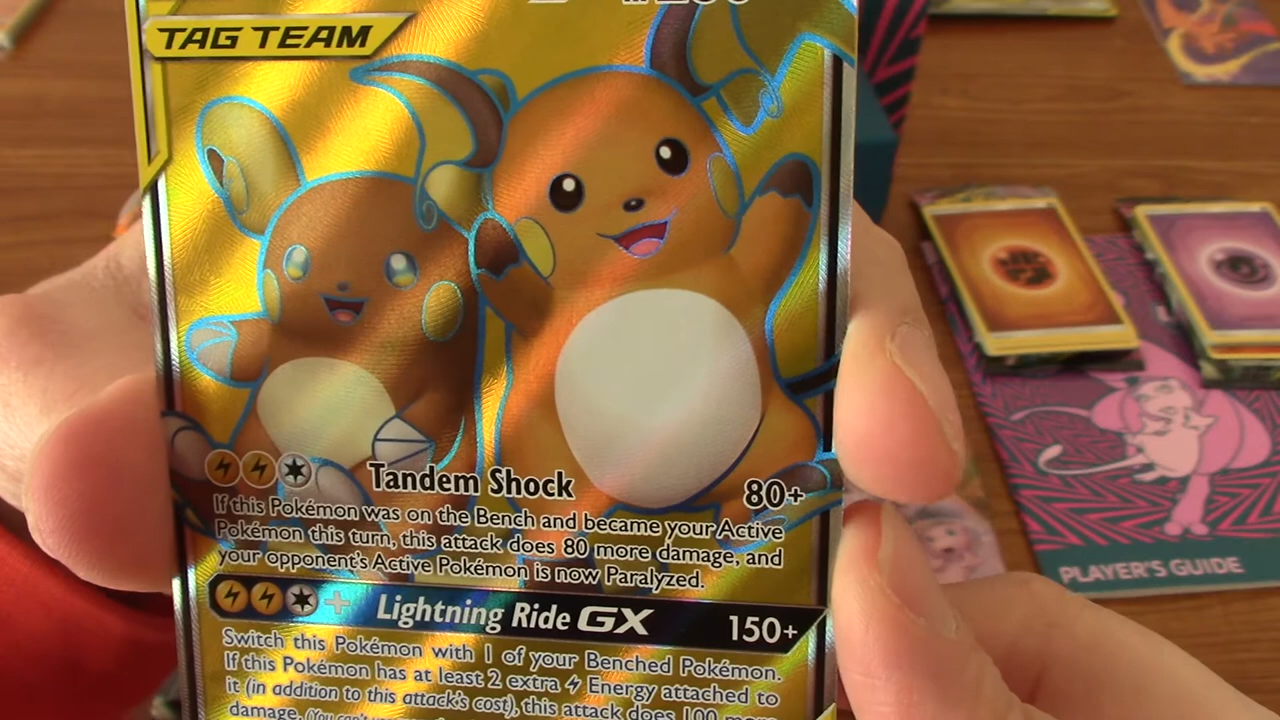 TAG TEAM
Tandem Shock 80+
If this Pokémon was on the Bench and became your Active
Pokémon this turn, this attack does 80 more damage, and
your opponent's Active Pokémon is now Paralyzed.
+ Lightning Ride GX 150+
Switch this Pokémon with 1 of your Benched Pokémon.
If this Pokémon has at least 2 extra Energy attached to
it (in addition to this attack's cost), this attack does 100 more
damage. (You can't
PLAYER'S GUIDE